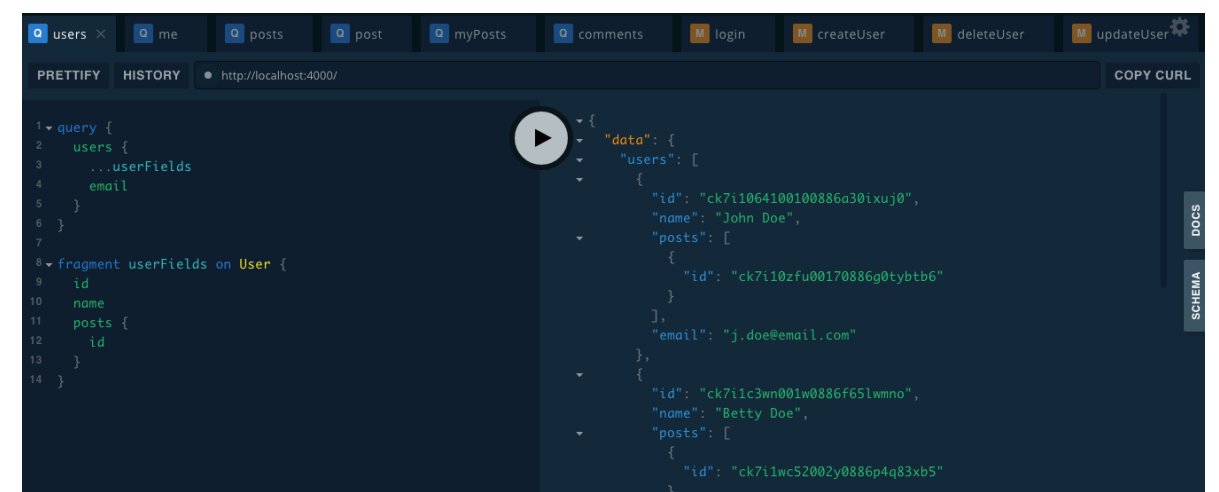 Q users × Q me Q posts Q post Q myPosts Q comments M login M createUser M deleteUser M updateUser
PRETTIFY HISTORY http://localhost:4000/ COPY CURL
1 query {
2 users {
3 ...userFields
4 email
5 }
6 }
7
8 fragment userFields on User {
9 id
10 name
11 posts {
12 id
13 }
14 }
{
"data": {
"users": [
{
"id": "ck7i1064100100886a30ixuj0",
"name": "John Doe",
"posts": [
{
"id": "ck7i10zfu00170886g0tybtb6"
}
],
"email": "j.doe@email.com"
},
{
"id": "ck7i1c3wn001w0886f65lwmno",
"name": "Betty Doe",
"posts": [
{
"id": "ck7i1wc52002y0886p4q83xb5"
}
DOCS
SCHEMA